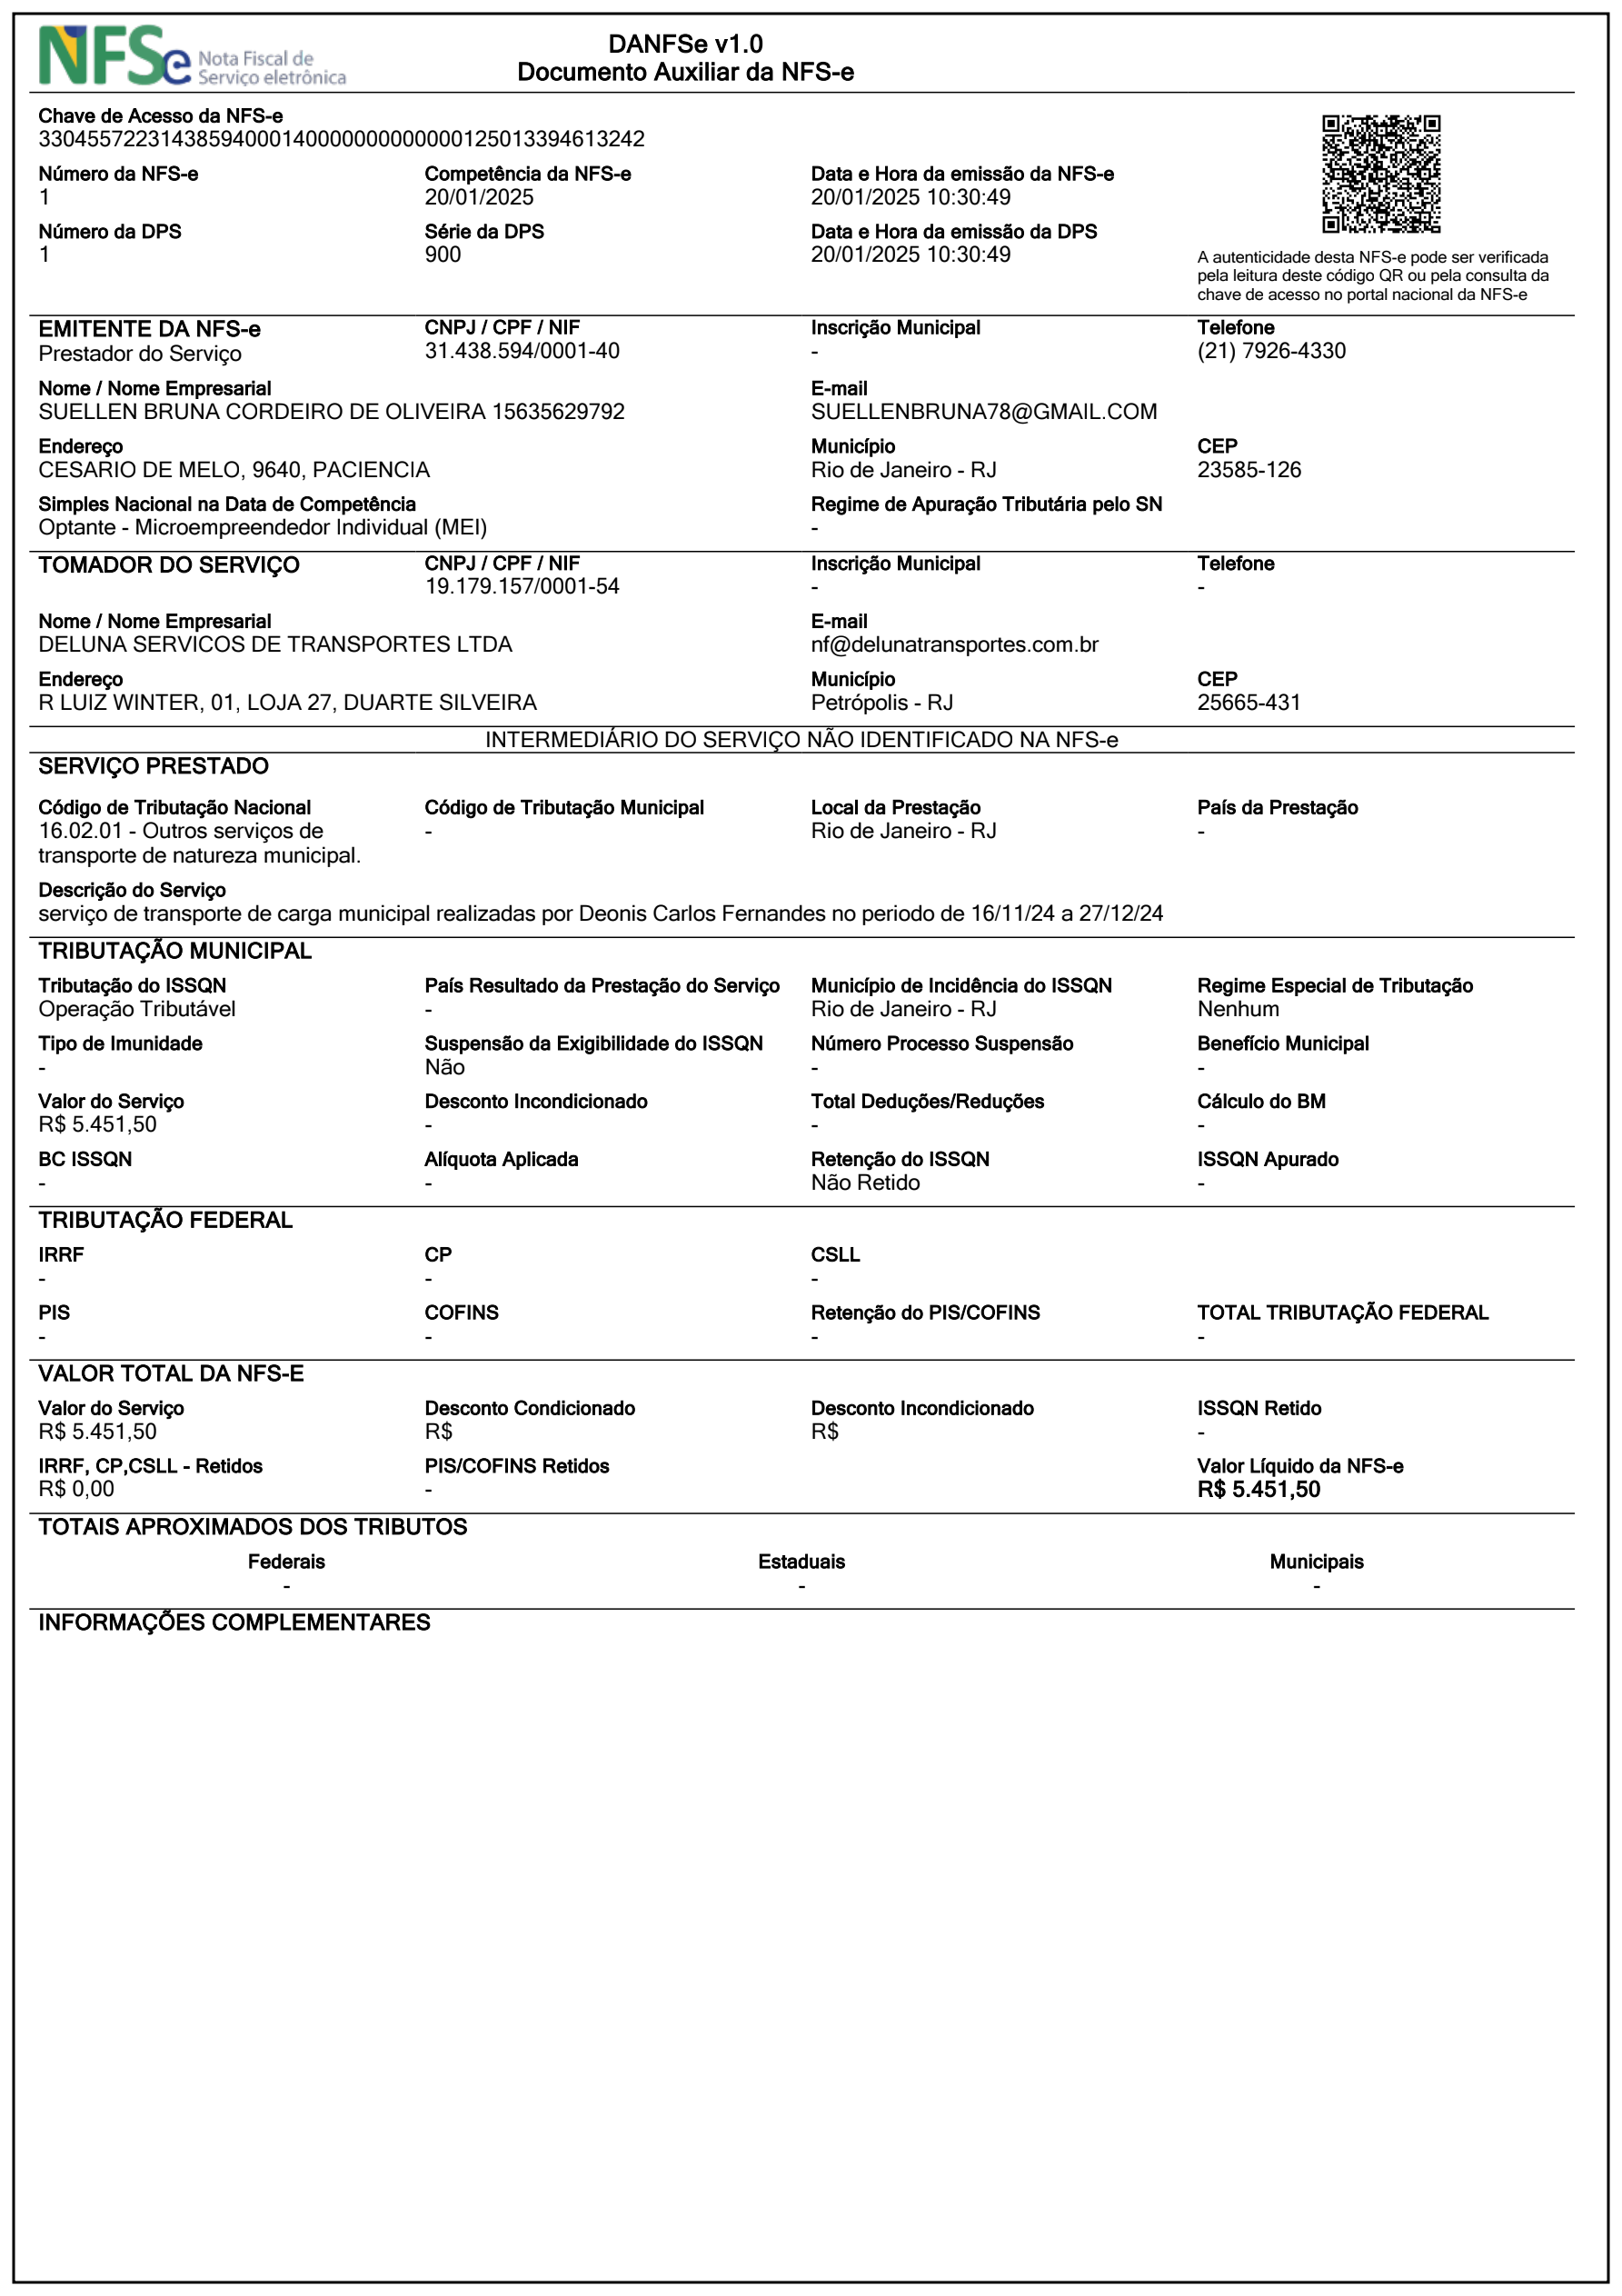 NFSe Nota Fiscal de
Serviço eletrônica
DANFSe v1.0
Documento Auxiliar da NFS-e
Chave de Acesso da NFS-e
33045572231438594000140000000000000125013394613242
Número da NFS-e Competência da NFS-e Data e Hora da emissão da NFS-e
1 20/01/2025 20/01/2025 10:30:49
Número da DPS Série da DPS Data e Hora da emissão da DPS
1 900 20/01/2025 10:30:49
A autenticidade desta NFS-e pode ser verificada
pela leitura deste código QR ou pela consulta da
chave de acesso no portal nacional da NFS-e
EMITENTE DA NFS-e CNPJ / CPF / NIF Inscrição Municipal Telefone
Prestador do Serviço 31.438.594/0001-40 - (21) 7926-4330
Nome / Nome Empresarial E-mail
SUELLEN BRUNA CORDEIRO DE OLIVEIRA 15635629792 SUELLENBRUNA78@GMAIL.COM
Endereço Município CEP
CESARIO DE MELO, 9640, PACIENCIA Rio de Janeiro - RJ 23585-126
Simples Nacional na Data de Competência Regime de Apuração Tributária pelo SN
Optante - Microempreendedor Individual (MEI) -
TOMADOR DO SERVIÇO CNPJ / CPF / NIF Inscrição Municipal Telefone
19.179.157/0001-54 - -
Nome / Nome Empresarial E-mail
DELUNA SERVICOS DE TRANSPORTES LTDA nf@delunatransportes.com.br
Endereço Município CEP
R LUIZ WINTER, 01, LOJA 27, DUARTE SILVEIRA Petrópolis - RJ 25665-431
INTERMEDIÁRIO DO SERVIÇO NÃO IDENTIFICADO NA NFS-e
SERVIÇO PRESTADO
Código de Tributação Nacional Código de Tributação Municipal Local da Prestação País da Prestação
16.02.01 - Outros serviços de - Rio de Janeiro - RJ -
transporte de natureza municipal.
Descrição do Serviço
serviço de transporte de carga municipal realizadas por Deonis Carlos Fernandes no periodo de 16/11/24 a 27/12/24
TRIBUTAÇÃO MUNICIPAL
Tributação do ISSQN País Resultado da Prestação do Serviço Município de Incidência do ISSQN Regime Especial de Tributação
Operação Tributável - Rio de Janeiro - RJ Nenhum
Tipo de Imunidade Suspensão da Exigibilidade do ISSQN Número Processo Suspensão Benefício Municipal
- Não - -
Valor do Serviço Desconto Incondicionado Total Deduções/Reduções Cálculo do BM
R$ 5.451,50 - - -
BC ISSQN Alíquota Aplicada Retenção do ISSQN ISSQN Apurado
- - Não Retido -
TRIBUTAÇÃO FEDERAL
IRRF CP CSLL
- - -
PIS COFINS Retenção do PIS/COFINS TOTAL TRIBUTAÇÃO FEDERAL
- - - -
VALOR TOTAL DA NFS-E
Valor do Serviço Desconto Condicionado Desconto Incondicionado ISSQN Retido
R$ 5.451,50 R$ R$ -
IRRF, CP,CSLL - Retidos PIS/COFINS Retidos Valor Líquido da NFS-e
R$ 0,00 - R$ 5.451,50
TOTAIS APROXIMADOS DOS TRIBUTOS
Federais Estaduais Municipais
- - -
INFORMAÇÕES COMPLEMENTARES